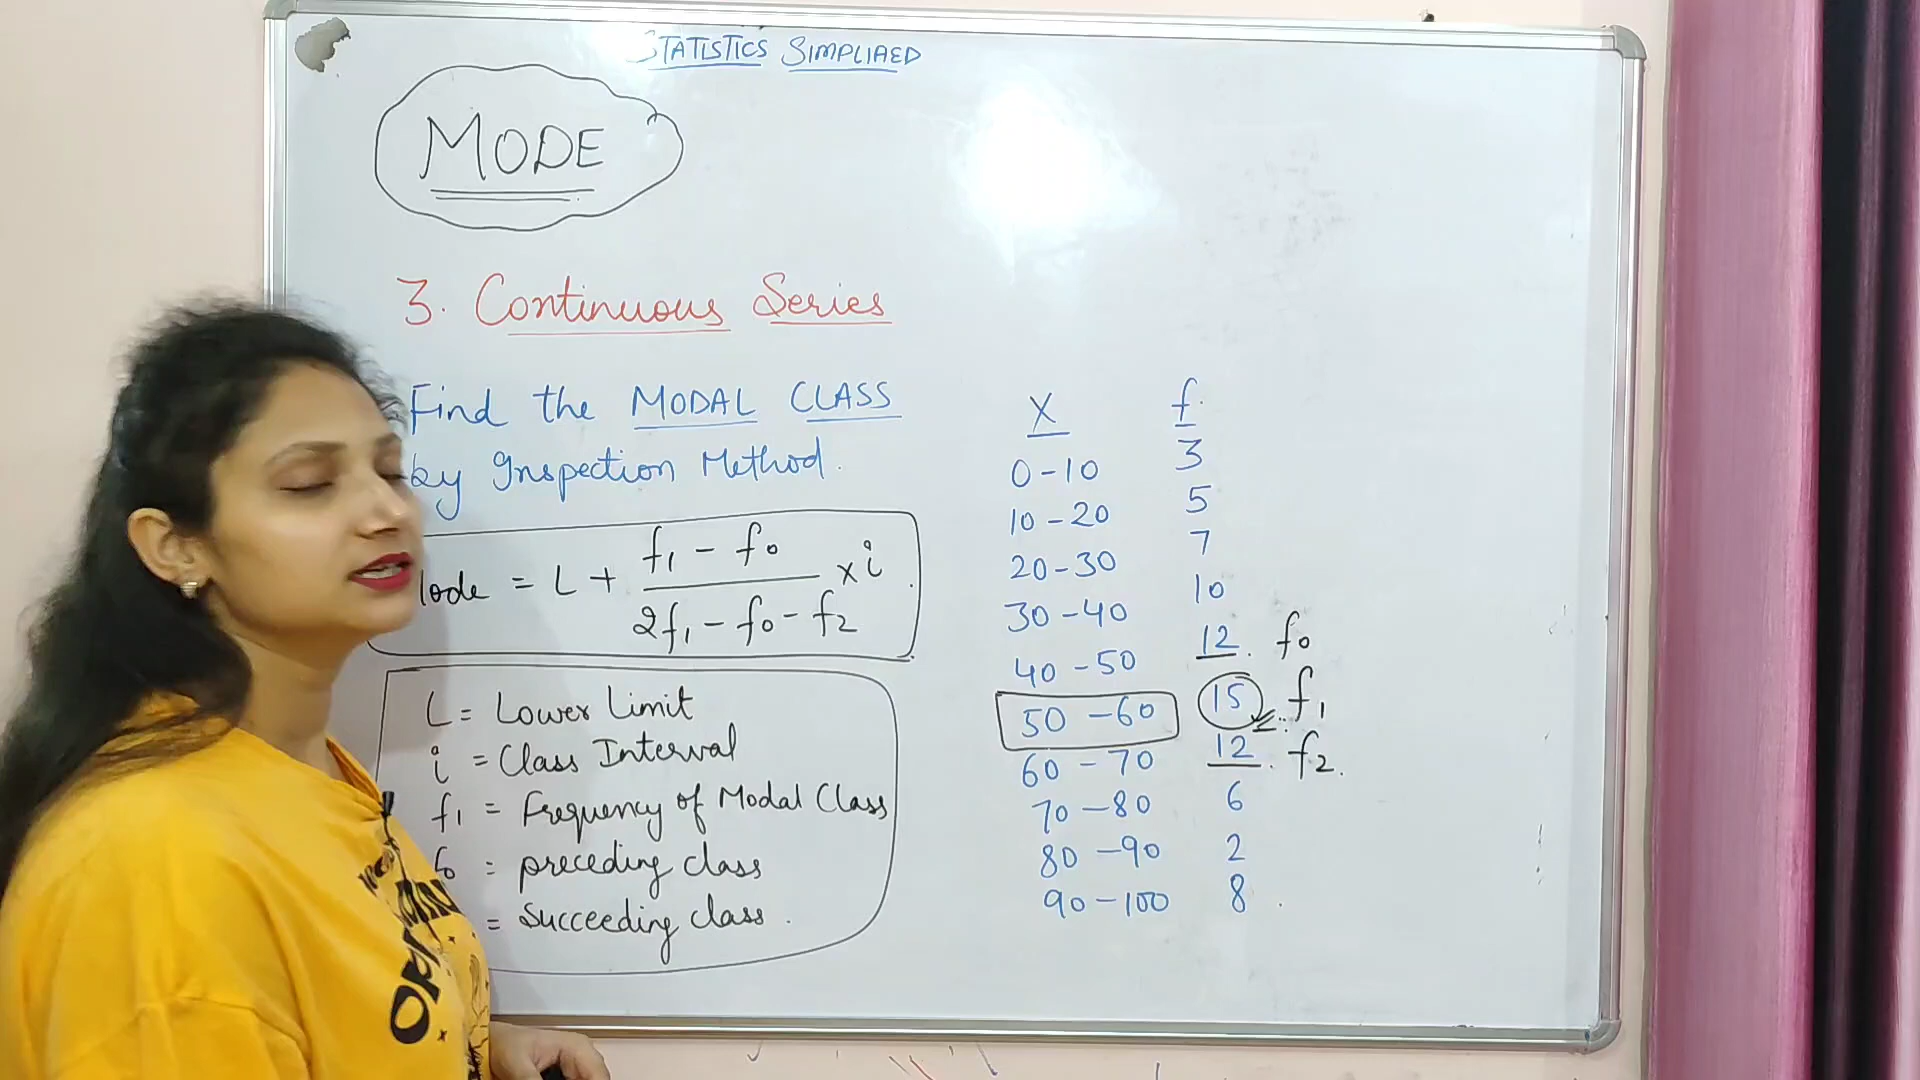 STATISTICS SIMPLIAED
MODE
3. Continuous Series
Find the MODAL CLASS
by Inspection Method.
= L + f1 - f0 / 2f1 - f0 - f2 × i
L = Lower Limit
i = Class Interval
f1 = Frequency of Modal Class
= preceding class
= Succeeding class.
X f
0-10 3
10-20 5
20-30 7
30-40 10
40-50 12. f0
50-60 15 f1
60-70 12. f2.
70-80 6
80-90 2
90-100 8